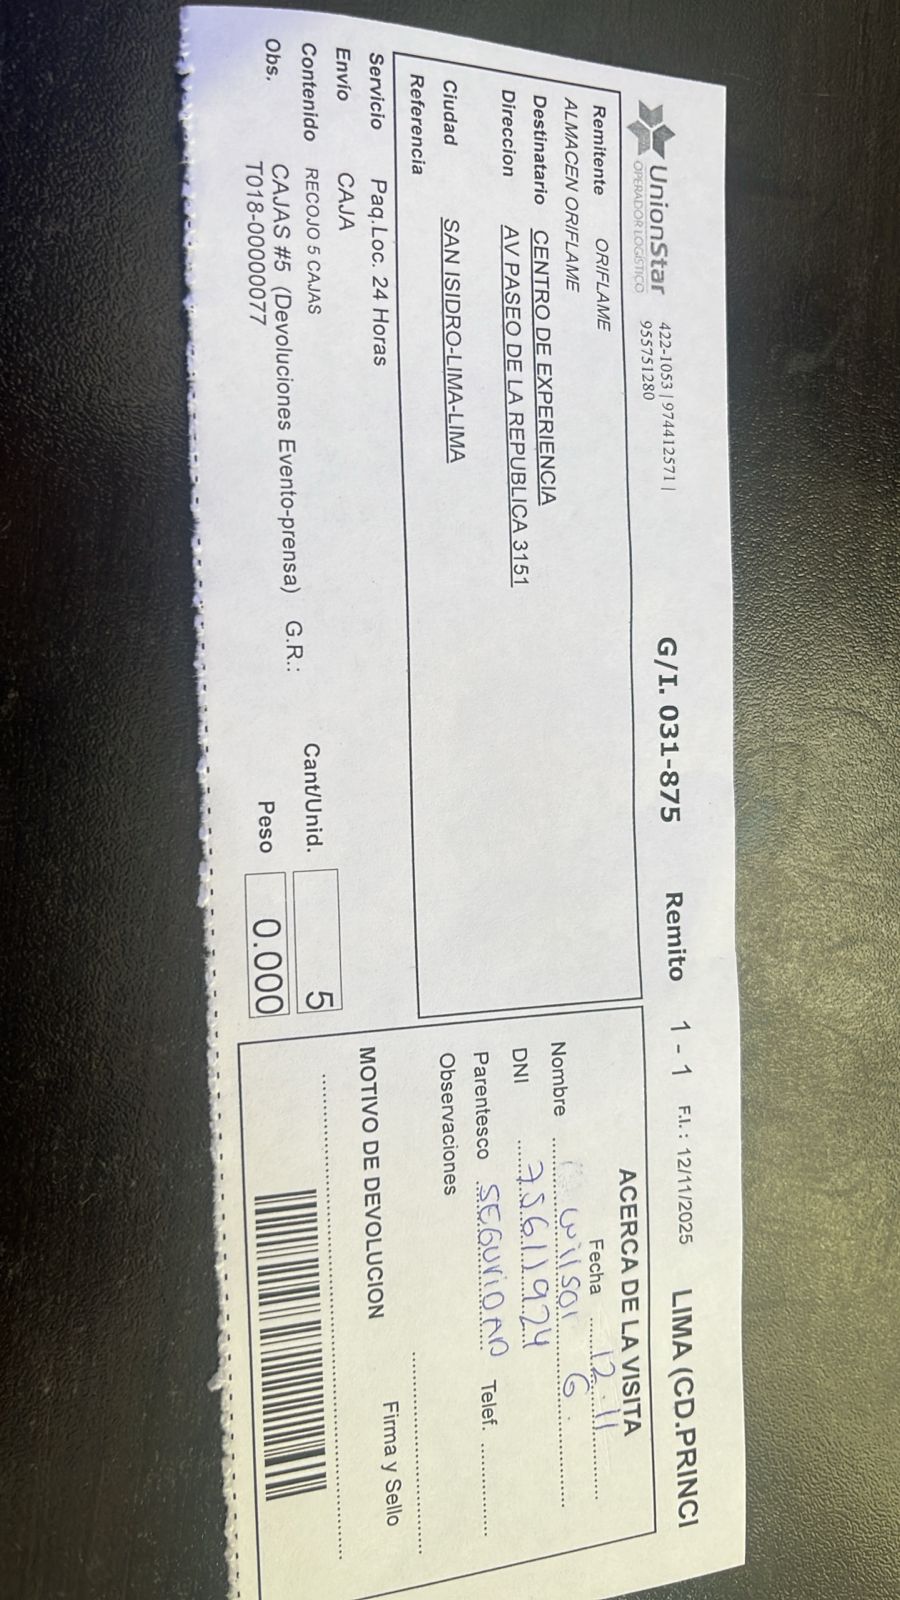 UnionStar
OPERADOR LOGÍSTICO
422-1053 | 974412571 |
955751280
G/I. 031-875 Remito 1 - 1 F.I.: 12/11/2025 LIMA (CD.PRINCI
Remitente ORIFLAME
ALMACEN ORIFLAME
Destinatario CENTRO DE EXPERIENCIA
Direccion AV PASEO DE LA REPUBLICA 3151
Ciudad SAN ISIDRO-LIMA-LIMA
Referencia
Servicio Paq.Loc. 24 Horas
Envío CAJA
Contenido RECOJO 5 CAJAS
Obs. CAJAS #5 (Devoluciones Evento-prensa) G.R.:
T018-00000077
Cant/Unid. 5
Peso 0.000
ACERCA DE LA VISITA
Fecha 12.11
Nombre Wilson G.
DNI 75611924
Parentesco SEGURIDAD Telef.
Observaciones
MOTIVO DE DEVOLUCION
Firma y Sello